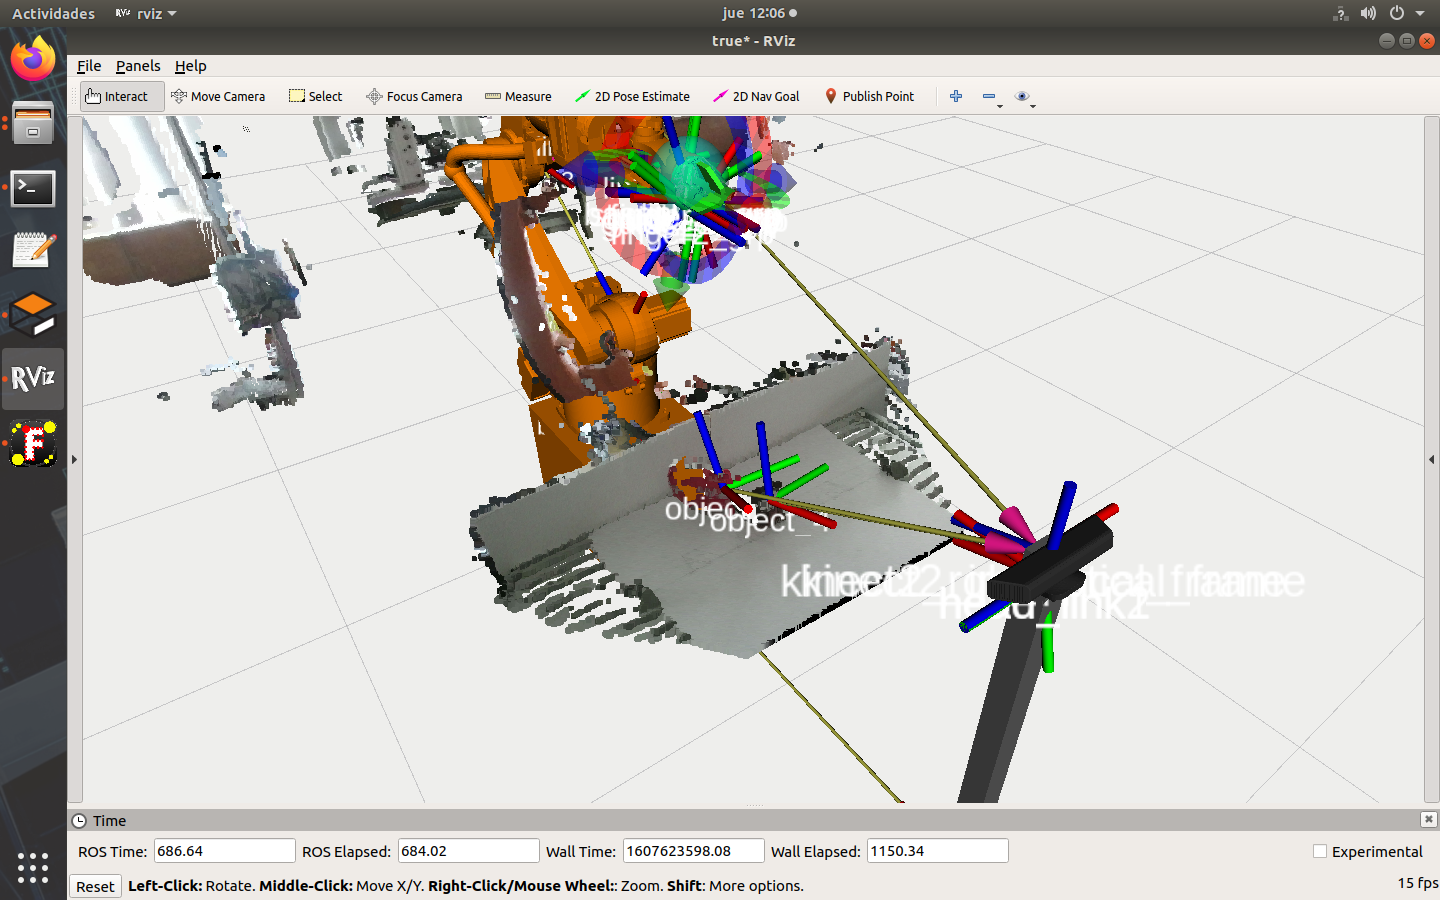 Actividades
RViz
rviz
jue 12:06
true* - RViz
File Panels Help
Interact
Move Camera
Select
Focus Camera
Measure
2D Pose Estimate
2D Nav Goal
Publish Point
RViz
F
object
object_
head_link2
Time
ROS Time: 686.64
ROS Elapsed: 684.02
Wall Time: 1607623598.08
Wall Elapsed: 1150.34
Experimental
Reset
Left-Click: Rotate. Middle-Click: Move X/Y. Right-Click/Mouse Wheel:: Zoom. Shift: More options.
15 fps